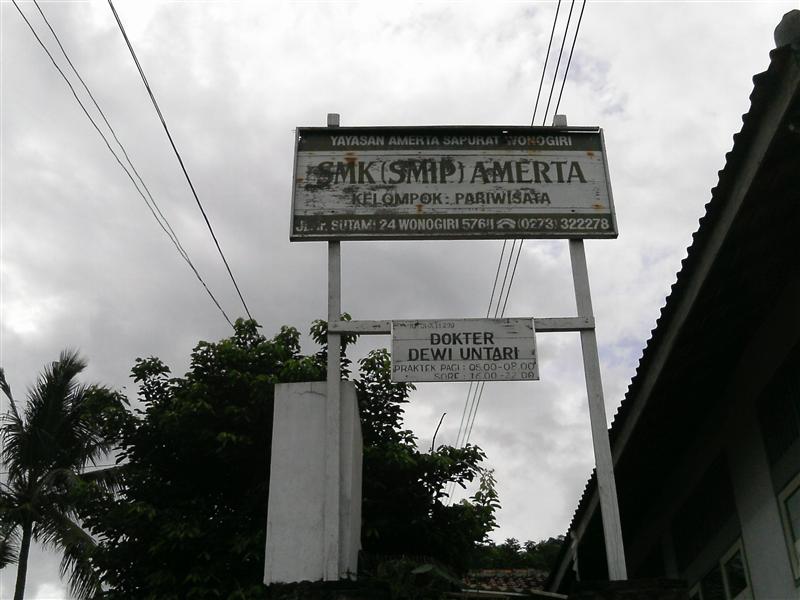 YAYASAN AMERTA SAPURAT WONOGIRI
SMK (SMIP) AMERTA
KELOMPOK : PARIWISATA
JL. Ir. SUTAMI 24 WONOGIRI 57611 ☎ (0273) 322278
DOKTER
DEWI UNTARI
PRAKTEK PAGI : 05.00-08.00
SORE : 16.00-22.00